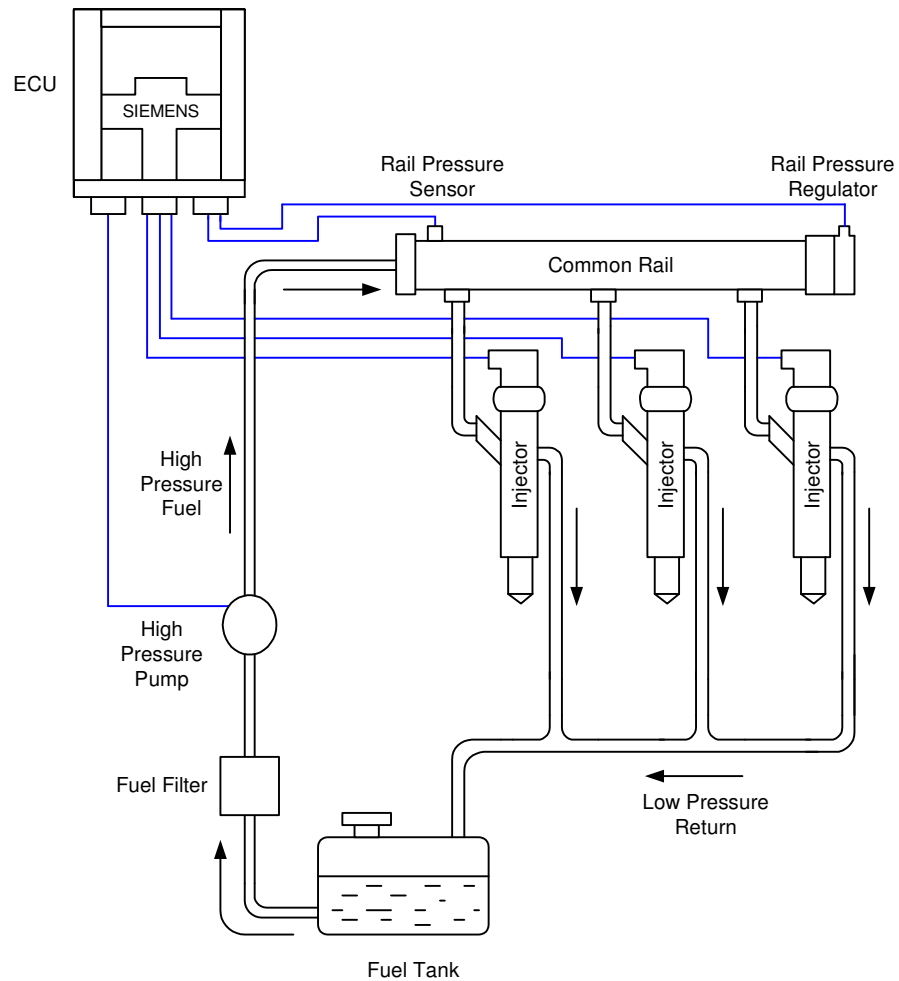 ECU
SIEMENS
Rail Pressure
Sensor
Rail Pressure
Regulator
Common Rail
High
Pressure
Fuel
Injector
Injector
Injector
High
Pressure
Pump
Fuel Filter
Low Pressure
Return
Fuel Tank